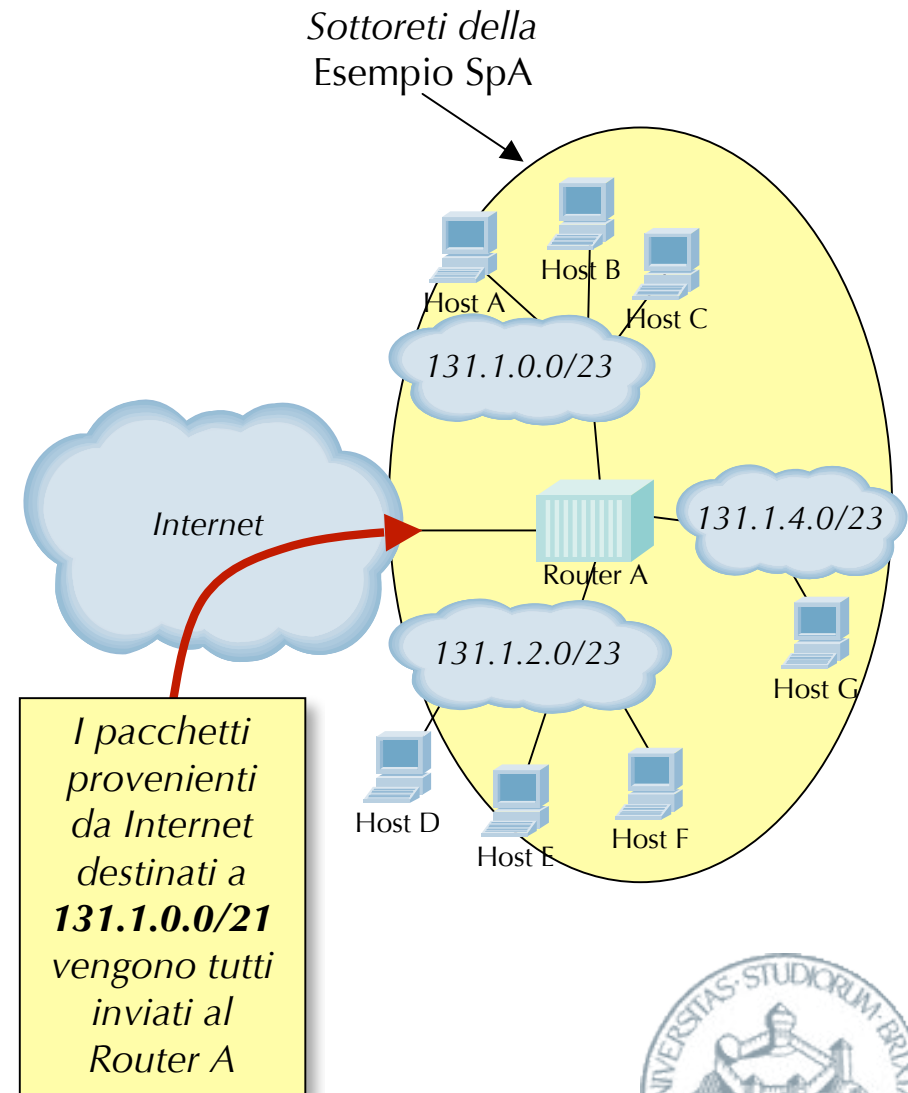 Sottoreti della
Esempio SpA
Host B
Host A
Host C
131.1.0.0/23
Internet
131.1.4.0/23
Router A
131.1.2.0/23
Host G
Host D
Host E
Host F
I pacchetti
provenienti
da Internet
destinati a
131.1.0.0/21
vengono tutti
inviati al
Router A
STUDIORUM